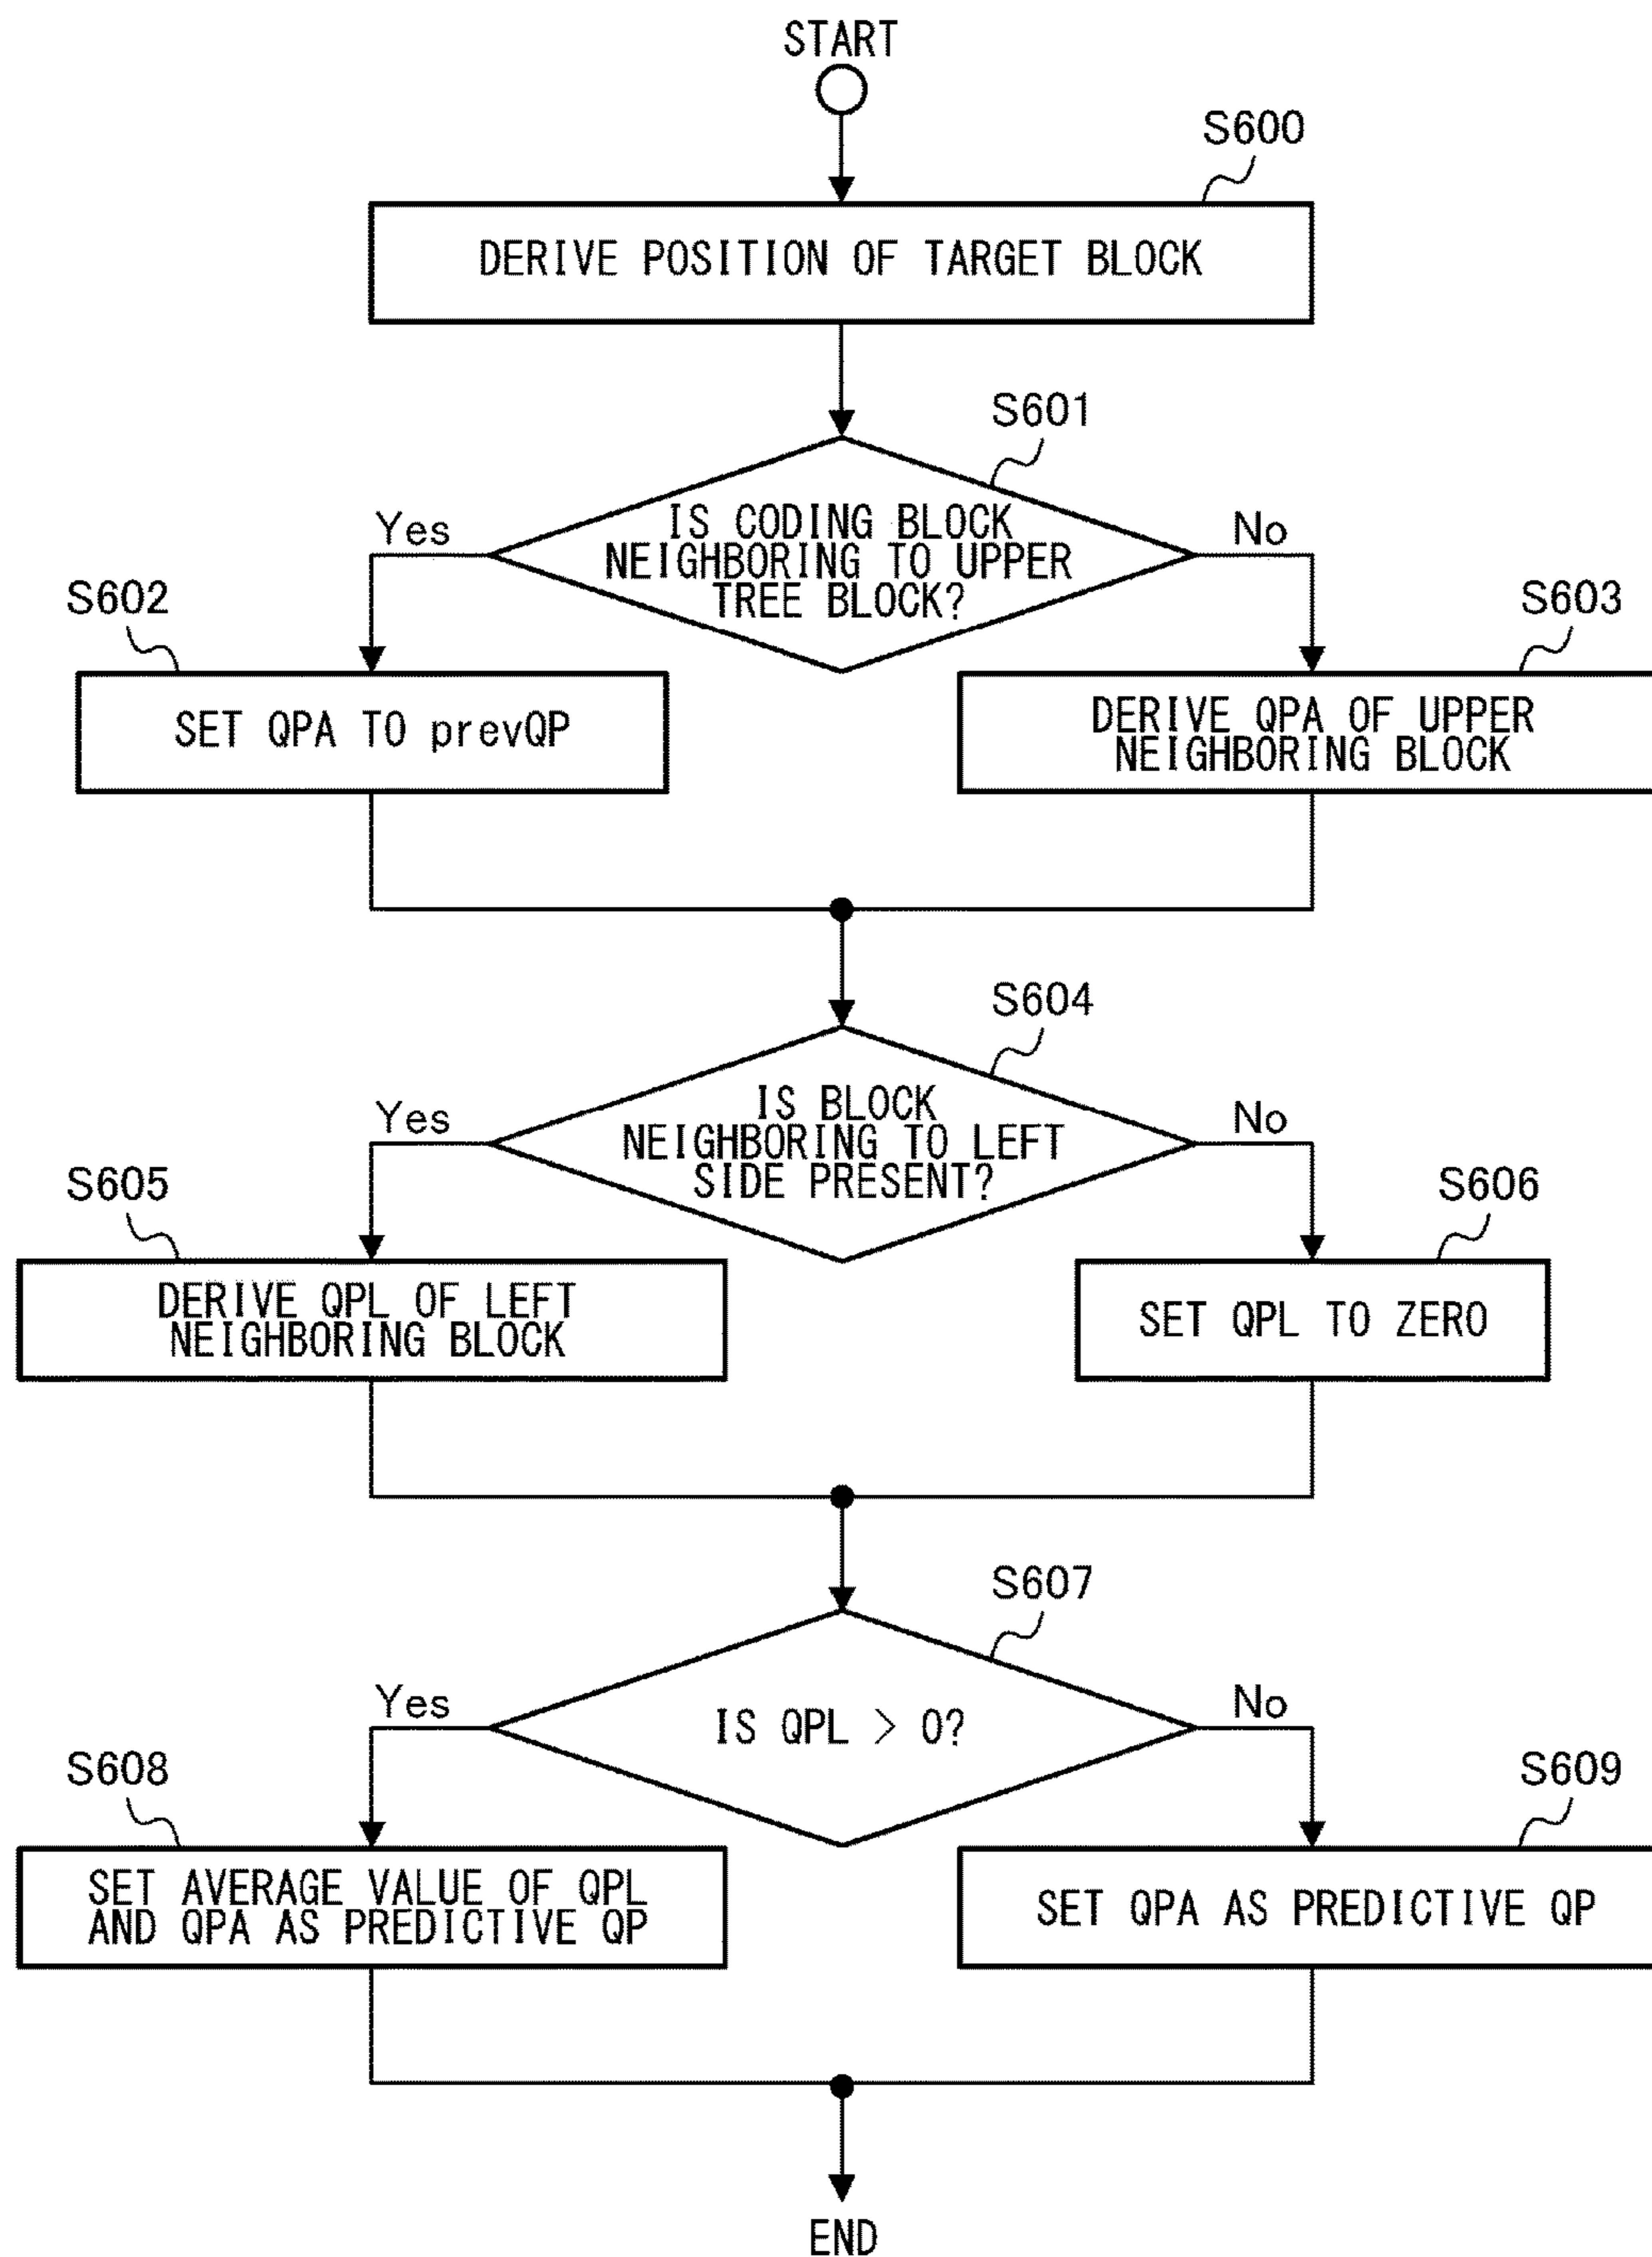 START
S600
DERIVE POSITION OF TARGET BLOCK
S601
IS CODING BLOCK
NEIGHBORING TO UPPER
TREE BLOCK?
Yes
No
S602
S603
SET QPA TO prevQP
DERIVE QPA OF UPPER
NEIGHBORING BLOCK
S604
IS BLOCK
NEIGHBORING TO LEFT
SIDE PRESENT?
Yes
No
S605
S606
DERIVE QPL OF LEFT
NEIGHBORING BLOCK
SET QPL TO ZERO
S607
IS QPL > 0?
Yes
No
S608
S609
SET AVERAGE VALUE OF QPL
AND QPA AS PREDICTIVE QP
SET QPA AS PREDICTIVE QP
END